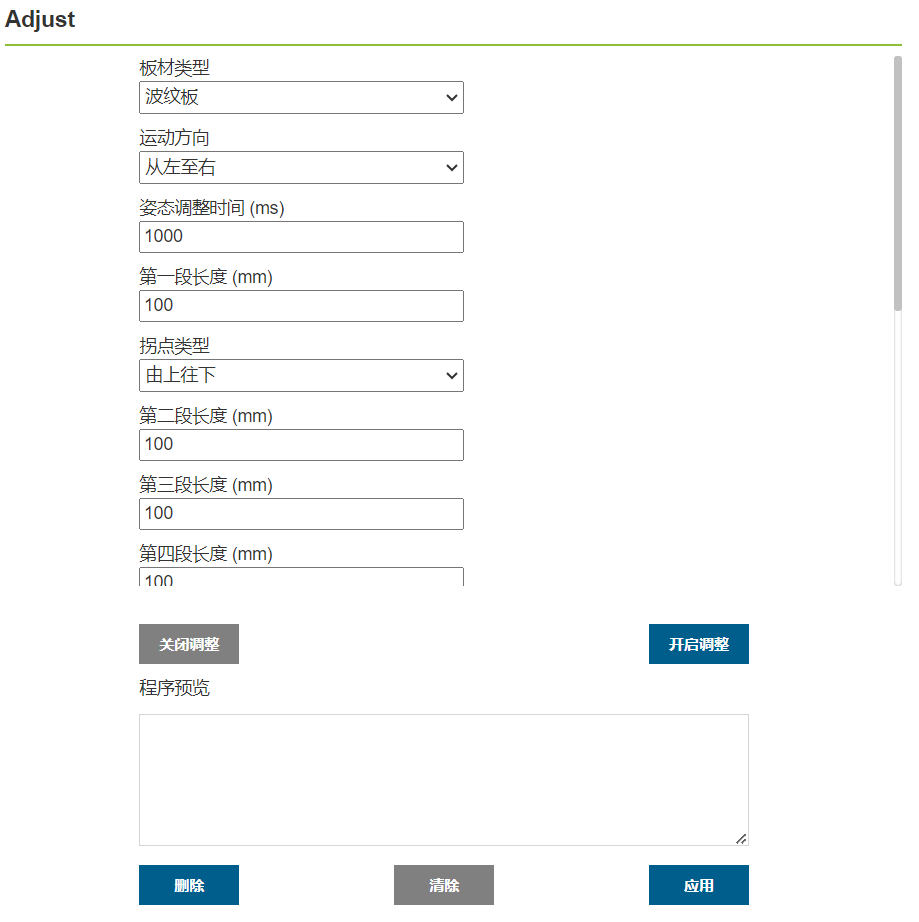 Adjust
板材类型
波纹板
运动方向
从左至右
姿态调整时间 (ms)
1000
第一段长度 (mm)
100
拐点类型
由上往下
第二段长度 (mm)
100
第三段长度 (mm)
100
第四段长度 (mm)
100
关闭调整 开启调整
程序预览
删除 清除 应用